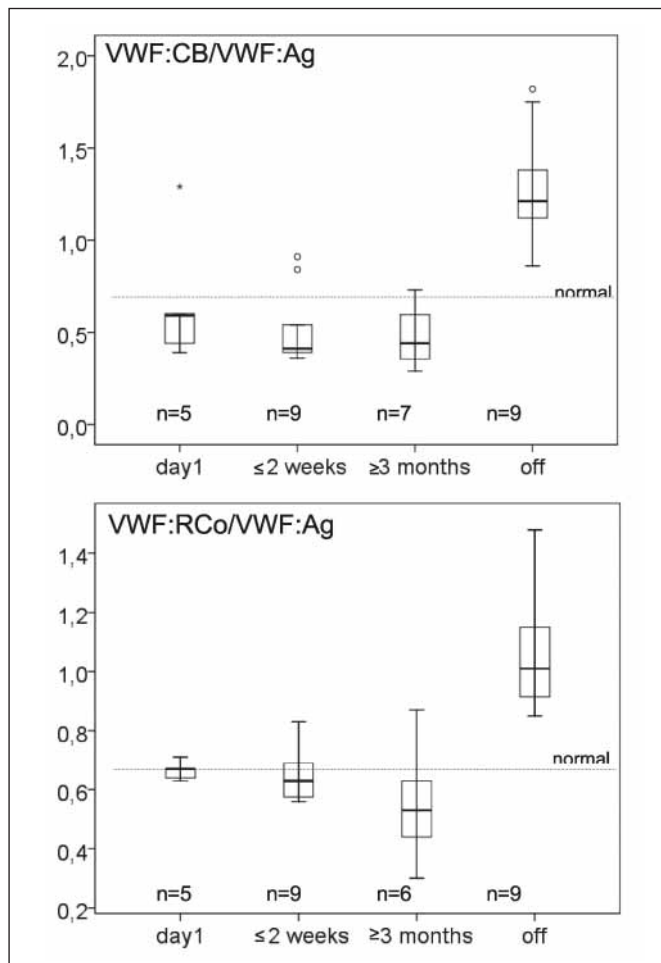 VWF:CB/VWF:Ag
2,0
1,5
1,0
normal
0,5
n=5 n=9 n=7 n=9
0,0
day1 ≤2 weeks ≥3 months off
VWF:RCo/VWF:Ag
1,4
1,2
1,0
0,8
normal
0,6
0,4
n=5 n=9 n=6 n=9
0,2
day1 ≤2 weeks ≥3 months off